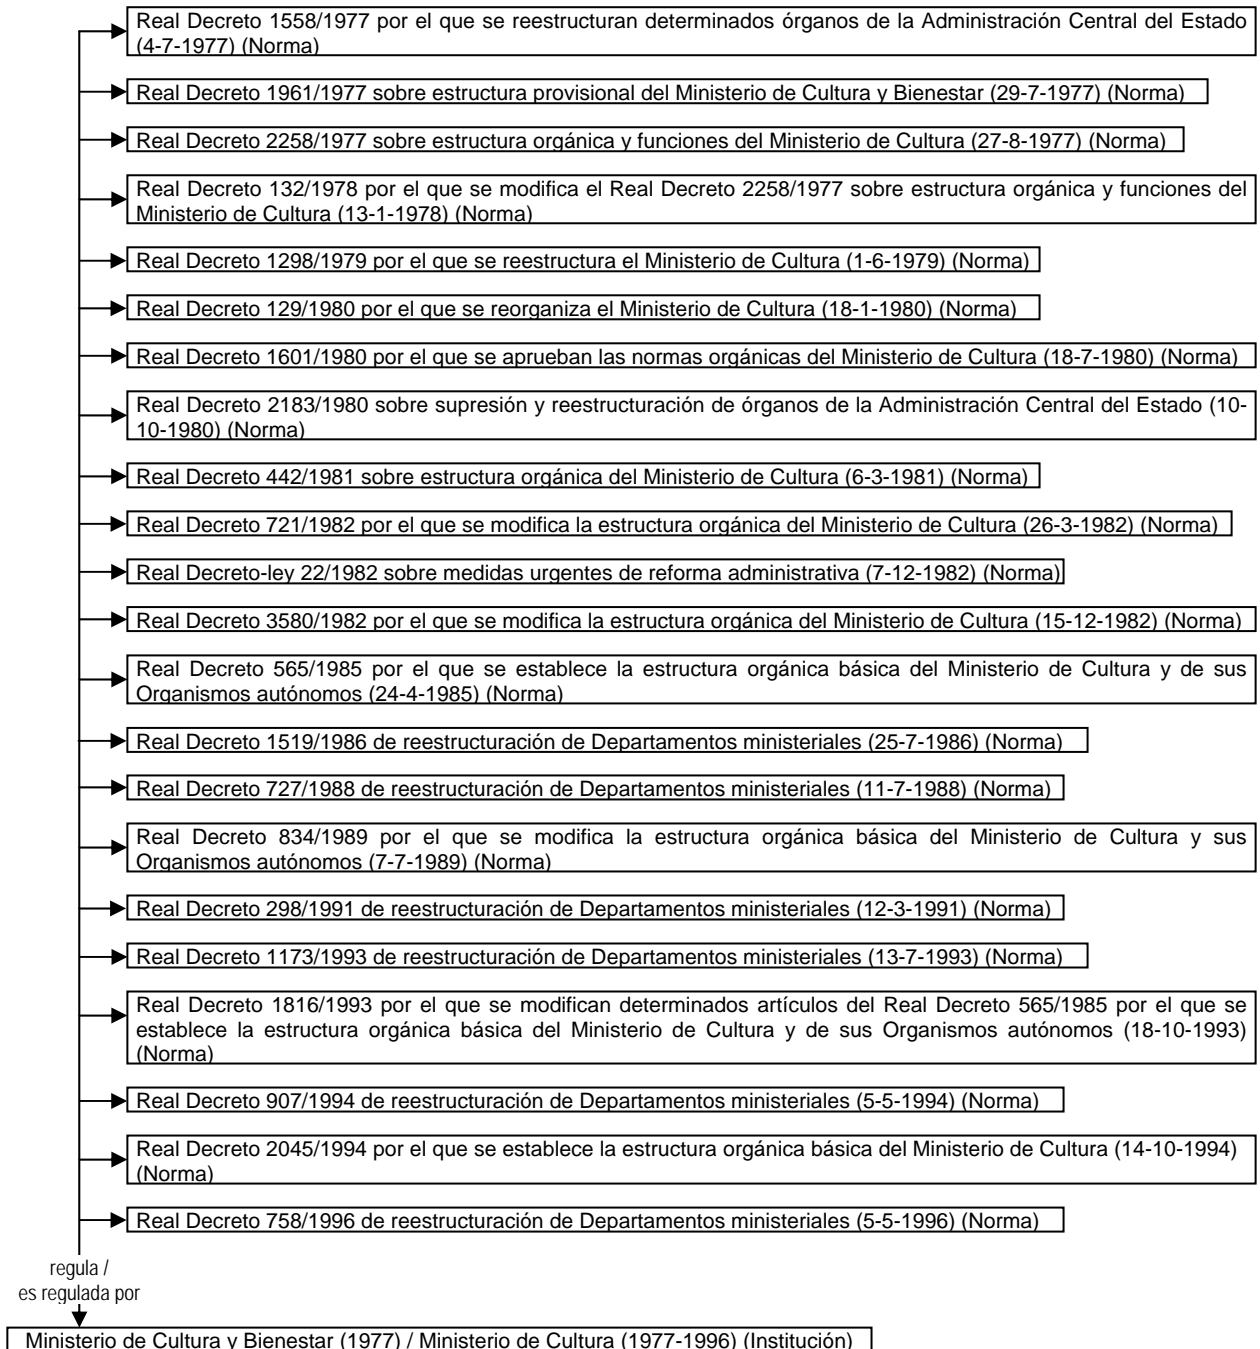 Real Decreto 1558/1977 por el que se reestructuran determinados órganos de la Administración Central del Estado
(4-7-1977) (Norma)
Real Decreto 1961/1977 sobre estructura provisional del Ministerio de Cultura y Bienestar (29-7-1977) (Norma)
Real Decreto 2258/1977 sobre estructura orgánica y funciones del Ministerio de Cultura (27-8-1977) (Norma)
Real Decreto 132/1978 por el que se modifica el Real Decreto 2258/1977 sobre estructura orgánica y funciones del
Ministerio de Cultura (13-1-1978) (Norma)
Real Decreto 1298/1979 por el que se reestructura el Ministerio de Cultura (1-6-1979) (Norma)
Real Decreto 129/1980 por el que se reorganiza el Ministerio de Cultura (18-1-1980) (Norma)
Real Decreto 1601/1980 por el que se aprueban las normas orgánicas del Ministerio de Cultura (18-7-1980) (Norma)
Real Decreto 2183/1980 sobre supresión y reestructuración de órganos de la Administración Central del Estado (10-
10-1980) (Norma)
Real Decreto 442/1981 sobre estructura orgánica del Ministerio de Cultura (6-3-1981) (Norma)
Real Decreto 721/1982 por el que se modifica la estructura orgánica del Ministerio de Cultura (26-3-1982) (Norma)
Real Decreto-ley 22/1982 sobre medidas urgentes de reforma administrativa (7-12-1982) (Norma)
Real Decreto 3580/1982 por el que se modifica la estructura orgánica del Ministerio de Cultura (15-12-1982) (Norma)
Real Decreto 565/1985 por el que se establece la estructura orgánica básica del Ministerio de Cultura y de sus
Organismos autónomos (24-4-1985) (Norma)
Real Decreto 1519/1986 de reestructuración de Departamentos ministeriales (25-7-1986) (Norma)
Real Decreto 727/1988 de reestructuración de Departamentos ministeriales (11-7-1988) (Norma)
Real Decreto 834/1989 por el que se modifica la estructura orgánica básica del Ministerio de Cultura y sus
Organismos autónomos (7-7-1989) (Norma)
Real Decreto 298/1991 de reestructuración de Departamentos ministeriales (12-3-1991) (Norma)
Real Decreto 1173/1993 de reestructuración de Departamentos ministeriales (13-7-1993) (Norma)
Real Decreto 1816/1993 por el que se modifican determinados artículos del Real Decreto 565/1985 por el que se
establece la estructura orgánica básica del Ministerio de Cultura y de sus Organismos autónomos (18-10-1993)
(Norma)
Real Decreto 907/1994 de reestructuración de Departamentos ministeriales (5-5-1994) (Norma)
Real Decreto 2045/1994 por el que se establece la estructura orgánica básica del Ministerio de Cultura (14-10-1994)
(Norma)
Real Decreto 758/1996 de reestructuración de Departamentos ministeriales (5-5-1996) (Norma)
regula /
es regulada por
Ministerio de Cultura y Bienestar (1977) / Ministerio de Cultura (1977-1996) (Institución)